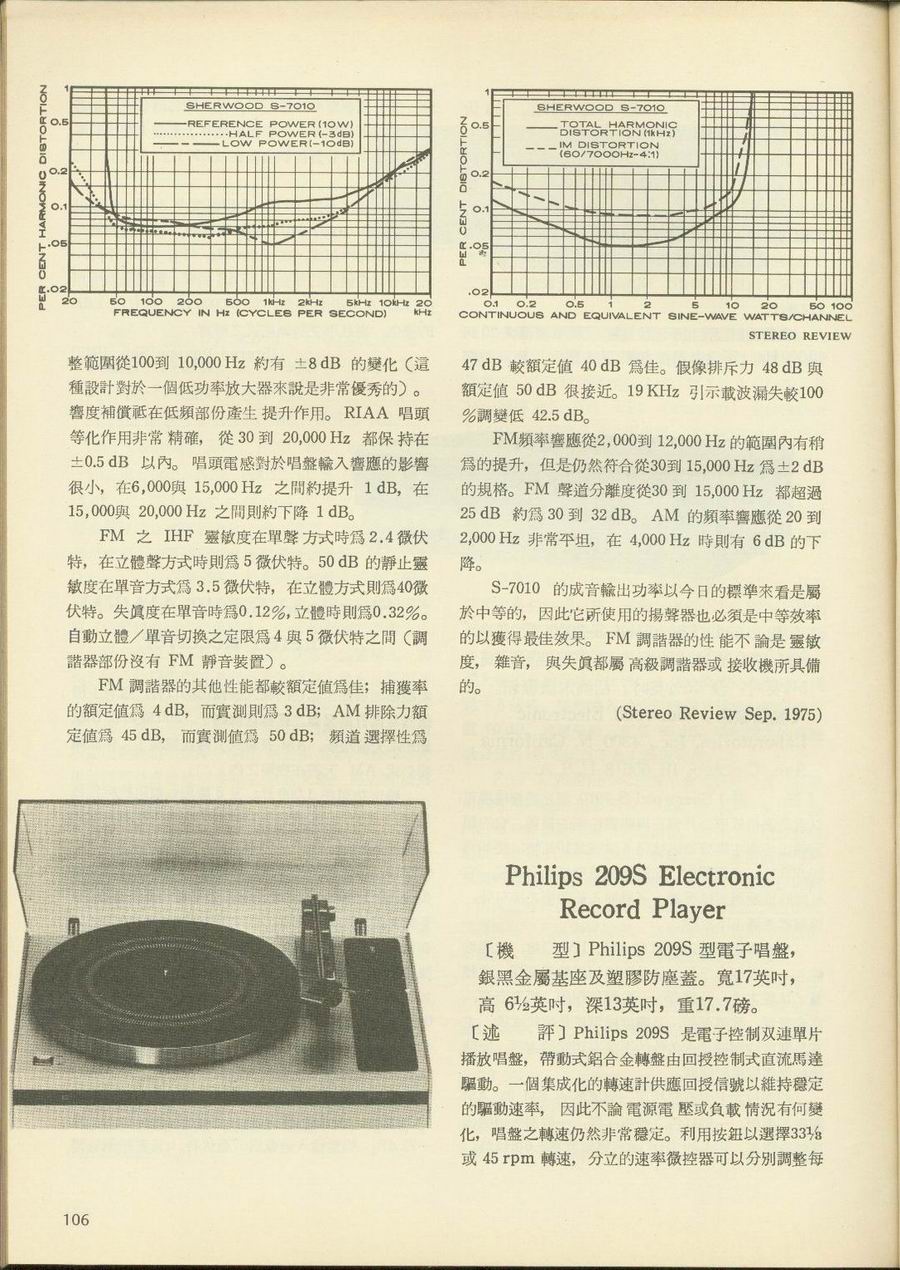 PER CENT HARMONIC DISTORTION
1
0.5
0.2
0.1
.05
.02
SHERWOOD S-7010
REFERENCE POWER (10W)
HALF POWER (-3dB)
LOW POWER (-10dB)
20 50 100 200 500 1kHz 2kHz 5kHz 10kHz 20
kHz
FREQUENCY IN Hz (CYCLES PER SECOND)
PER CENT DISTORTION
1
0.5
0.2
0.1
.05
.02
SHERWOOD S-7010
TOTAL HARMONIC
DISTORTION (1kHz)
IM DISTORTION
(60/7000Hz-4:1)
0.1 0.2 0.5 1 2 5 10 20 50 100
CONTINUOUS AND EQUIVALENT SINE-WAVE WATTS/CHANNEL
STEREO REVIEW
整範圍從100到 10,000 Hz 約有 ±8 dB 的變化（這
種設計對於一個低功率放大器來說是非常優秀的）。
響度補償祇在低頻部份產生提升作用。 RIAA 唱頭
等化作用非常精確， 從 30 到 20,000 Hz 都保持在
±0.5 dB 以內。 唱頭電感對於唱盤輸入響應的影響
很小，在6,000與 15,000 Hz 之間約提升 1 dB，在
15,000與 20,000 Hz 之間則約下降 1 dB。
FM 之 IHF 靈敏度在單聲方式時爲 2.4 微伏
特，在立體聲方式時則爲 5 微伏特。50 dB 的靜止靈
敏度在單音方式爲 3.5 微伏特，在立體方式則爲40微
伏特。失眞度在單音時爲0.12%，立體時則爲0.32%。
自動立體／單音切換之定限爲 4 與 5 微伏特之間（調
諧器部份沒有 FM 靜音裝置）。
FM 調諧器的其他性能都較額定值爲佳；捕獲率
的額定值爲 4 dB，而實測則爲 3 dB；AM 排除力額
定值爲 45 dB， 而實測值爲 50 dB； 頻道選擇性爲
47 dB 較額定值 40 dB 爲佳。假像排斥力 48 dB 與
額定值 50 dB 很接近。19 KHz 引示載波漏失較100
%調變低 42.5 dB。
FM頻率響應從2,000到 12,000 Hz 的範圍內有稍
爲的提升，但是仍然符合從30到 15,000 Hz 爲±2 dB
的規格。FM 聲道分離度從30 到 15,000 Hz 都超過
25 dB 約爲 30 到 32 dB。 AM 的頻率響應從 20 到
2,000 Hz 非常平坦，在 4,000 Hz 時則有 6 dB 的下
降。
S-7010 的成音輸出功率以今日的標準來看是屬
於中等的，因此它所使用的揚聲器也必須是中等效率
的以獲得最佳效果。 FM 調諧器的性能不論是靈敏
度， 雜音， 與失眞都屬高級調諧器或接收機所具備
的。
(Stereo Review Sep. 1975)
Philips 209S Electronic
Record Player
〔機 型〕Philips 209S 型電子唱盤，
銀黑金屬基座及塑膠防塵蓋。寬17英吋，
高 6½英吋，深13英吋，重17.7磅。
〔述 評〕Philips 209S 是電子控制双連單片
播放唱盤，帶動式鋁合金轉盤由回授控制式直流馬達
驅動。一個集成化的轉速計供應回授信號以維持穩定
的驅動速率， 因此不論電源電壓或負載情況有何變
化，唱盤之轉速仍然非常穩定。利用按鈕以選擇33⅓
或 45 rpm 轉速，分立的速率微控器可以分別調整每
106